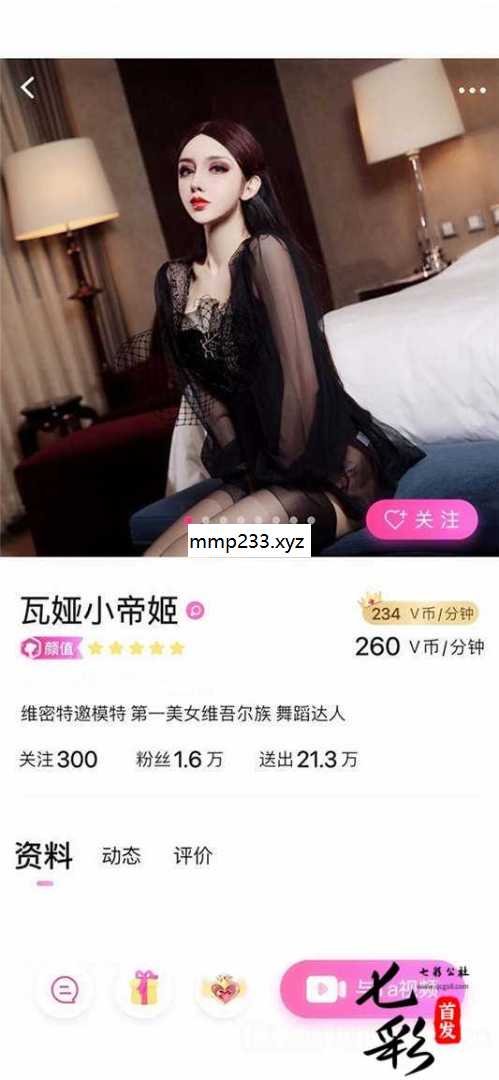 关注
mmp233.xyz
瓦娅小帝姬
234 V币/分钟
颜值
260 V币/分钟
维密特邀模特 第一美女维吾尔族 舞蹈达人
关注300 粉丝1.6万 送出21.3万
资料 动态 评价
七彩公社
与Ta视频
七彩
首发